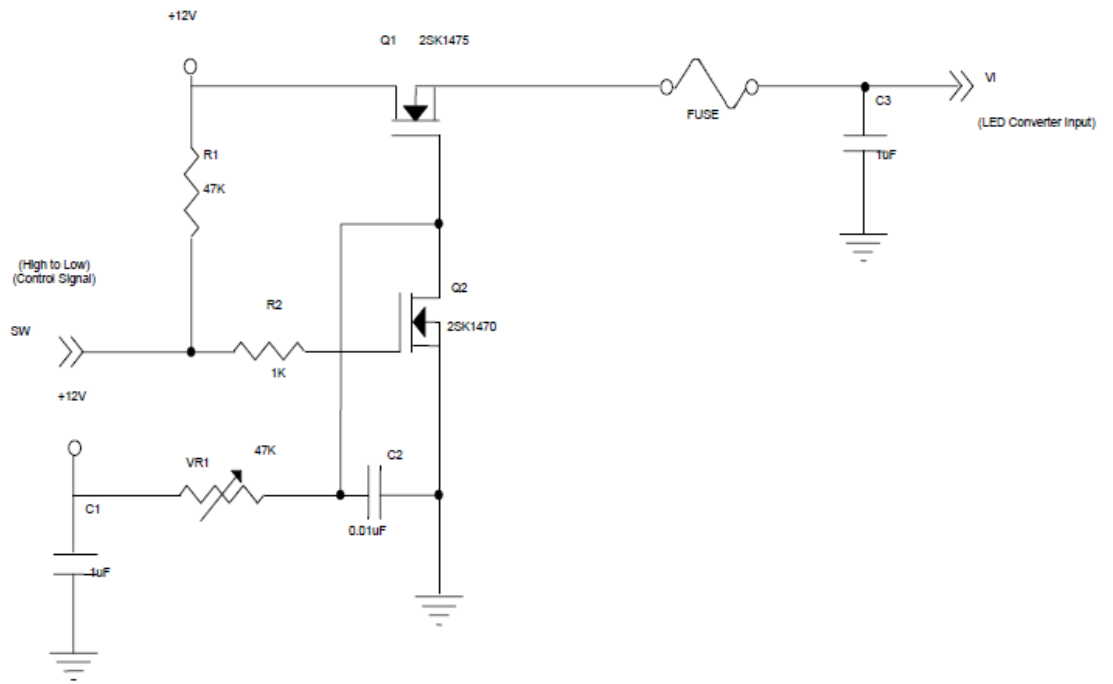 +12V
Q1 2SK1475
VI
FUSE
C3
(LED Converter Input)
1uF
R1
47K
(High to Low)
(Control Signal)
Q2
R2
2SK1470
SW
1K
+12V
47K
VR1
C2
C1
0.01uF
1uF